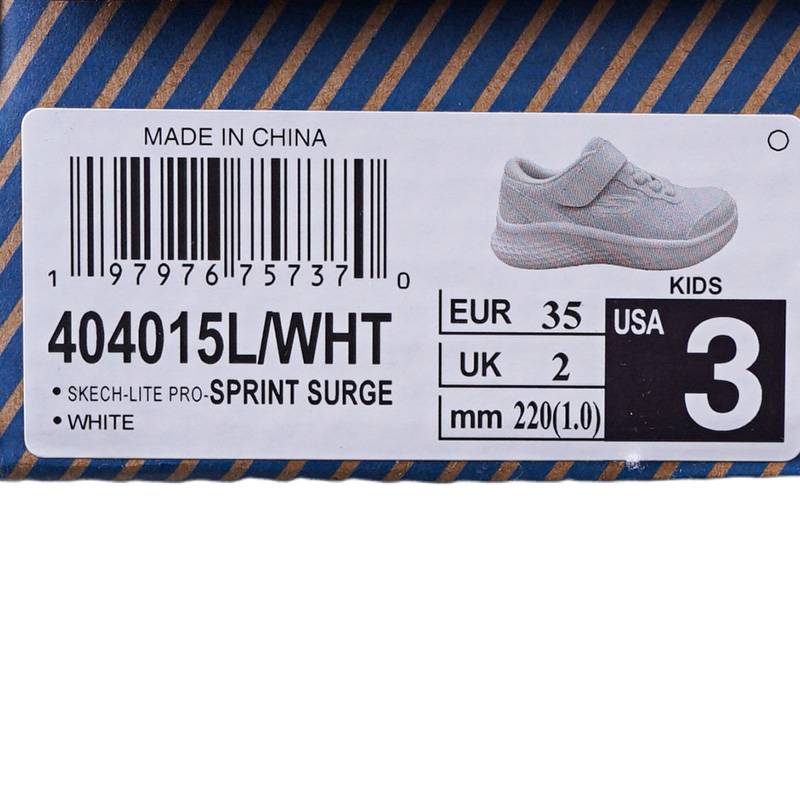 MADE IN CHINA
1 97976 75737 0
404015L/WHT
• SKECH-LITE PRO-SPRINT SURGE
• WHITE
KIDS
EUR 35
UK 2
mm 220(1.0)
USA 3